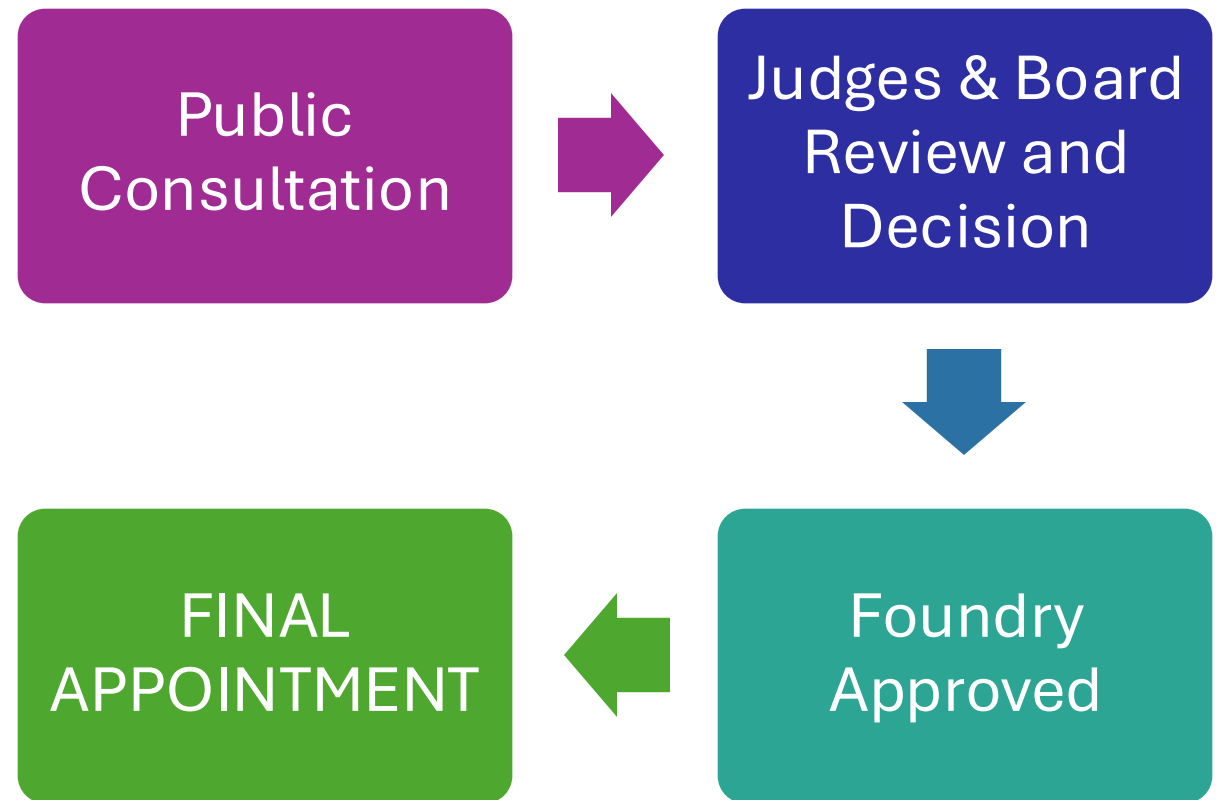 Public
Consultation
Judges & Board
Review and
Decision
Foundry
Approved
FINAL
APPOINTMENT